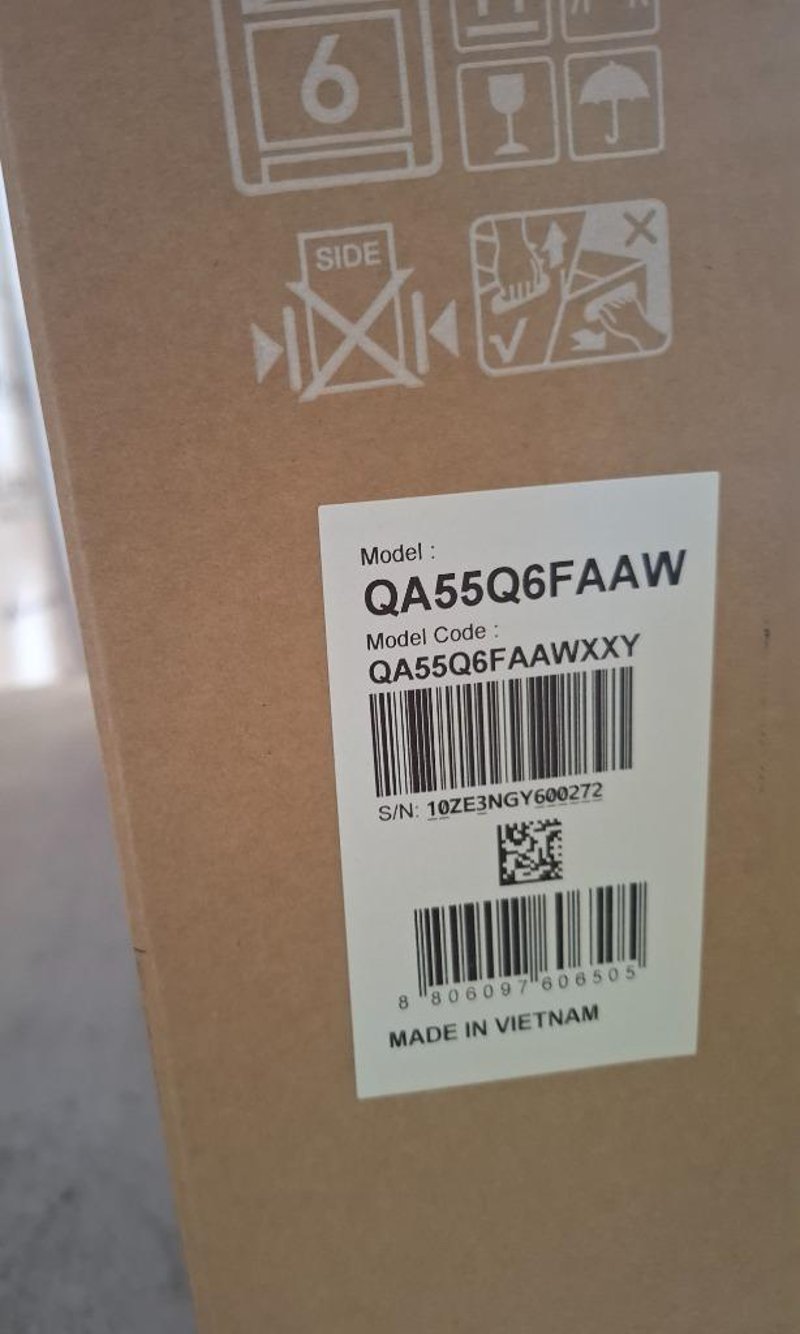 6
SIDE
Model :
QA55Q6FAAW
Model Code :
QA55Q6FAAWXXY
S/N: 10ZE3NGY600272
8 806097 606505
MADE IN VIETNAM